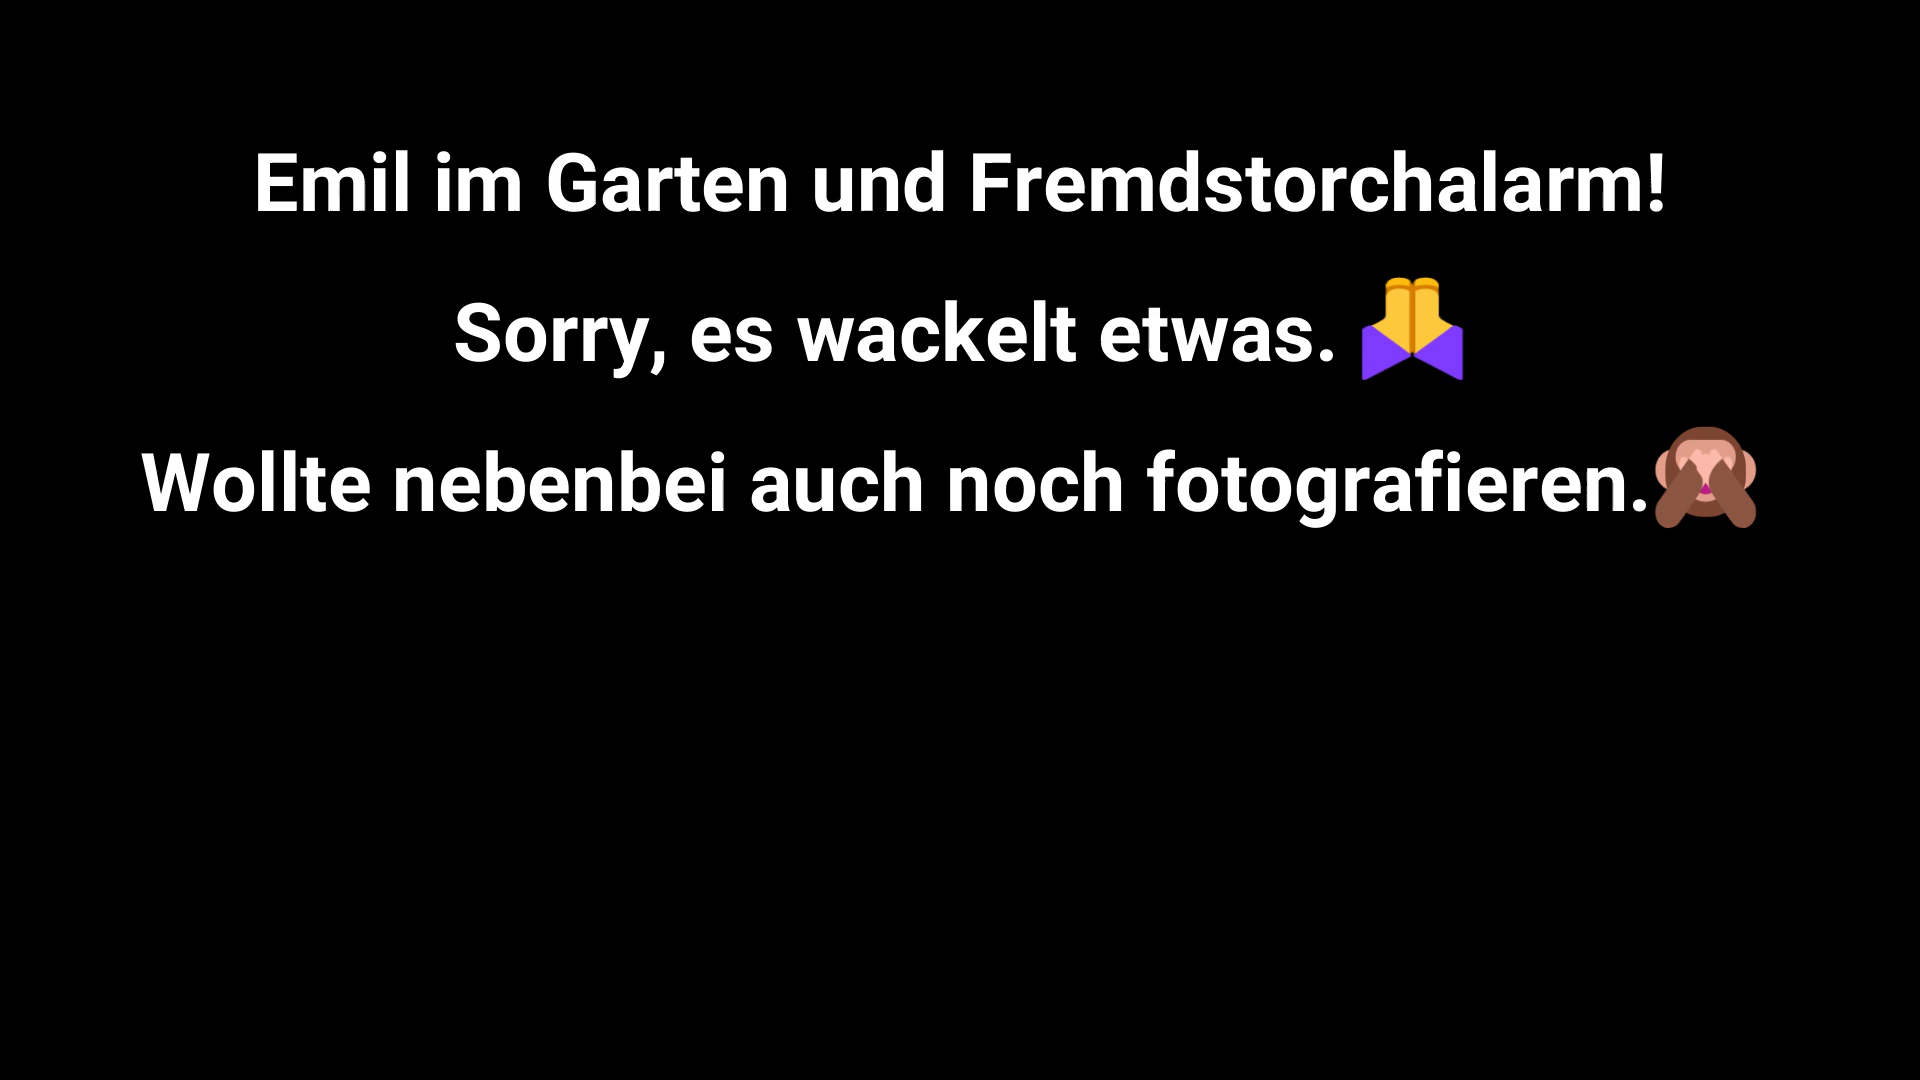 Emil im Garten und Fremdstorchalarm!
Sorry, es wackelt etwas. 🙏
Wollte nebenbei auch noch fotografieren.🙈